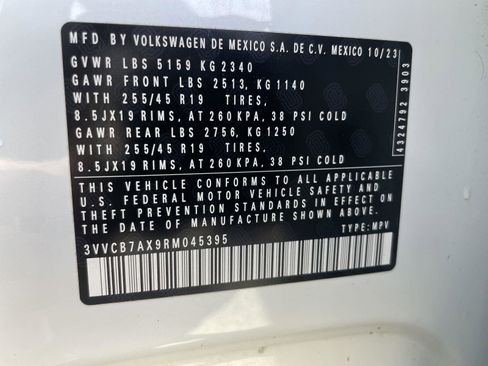 MFD BY VOLKSWAGEN DE MEXICO S.A. DE C.V. MEXICO 10/23
GVWR LBS 5159 KG 2340
GAWR FRONT LBS 2513, KG 1140
WITH 255/45 R19 TIRES,
8.5JX19 RIMS, AT 260KPA, 38 PSI COLD
GAWR REAR LBS 2756, KG 1250
WITH 255/45 R19 TIRES,
8.5JX19 RIMS, AT 260KPA, 38 PSI COLD
THIS VEHICLE CONFORMS TO ALL APPLICABLE
U.S. FEDERAL MOTOR VEHICLE SAFETY AND
THEFT PREVENTION STANDARDS IN EFFECT ON
THE DATE OF MANUFACTURE SHOWN ABOVE.
3VVCB7AX9RM045395 TYPE: MPV
4324792 3903